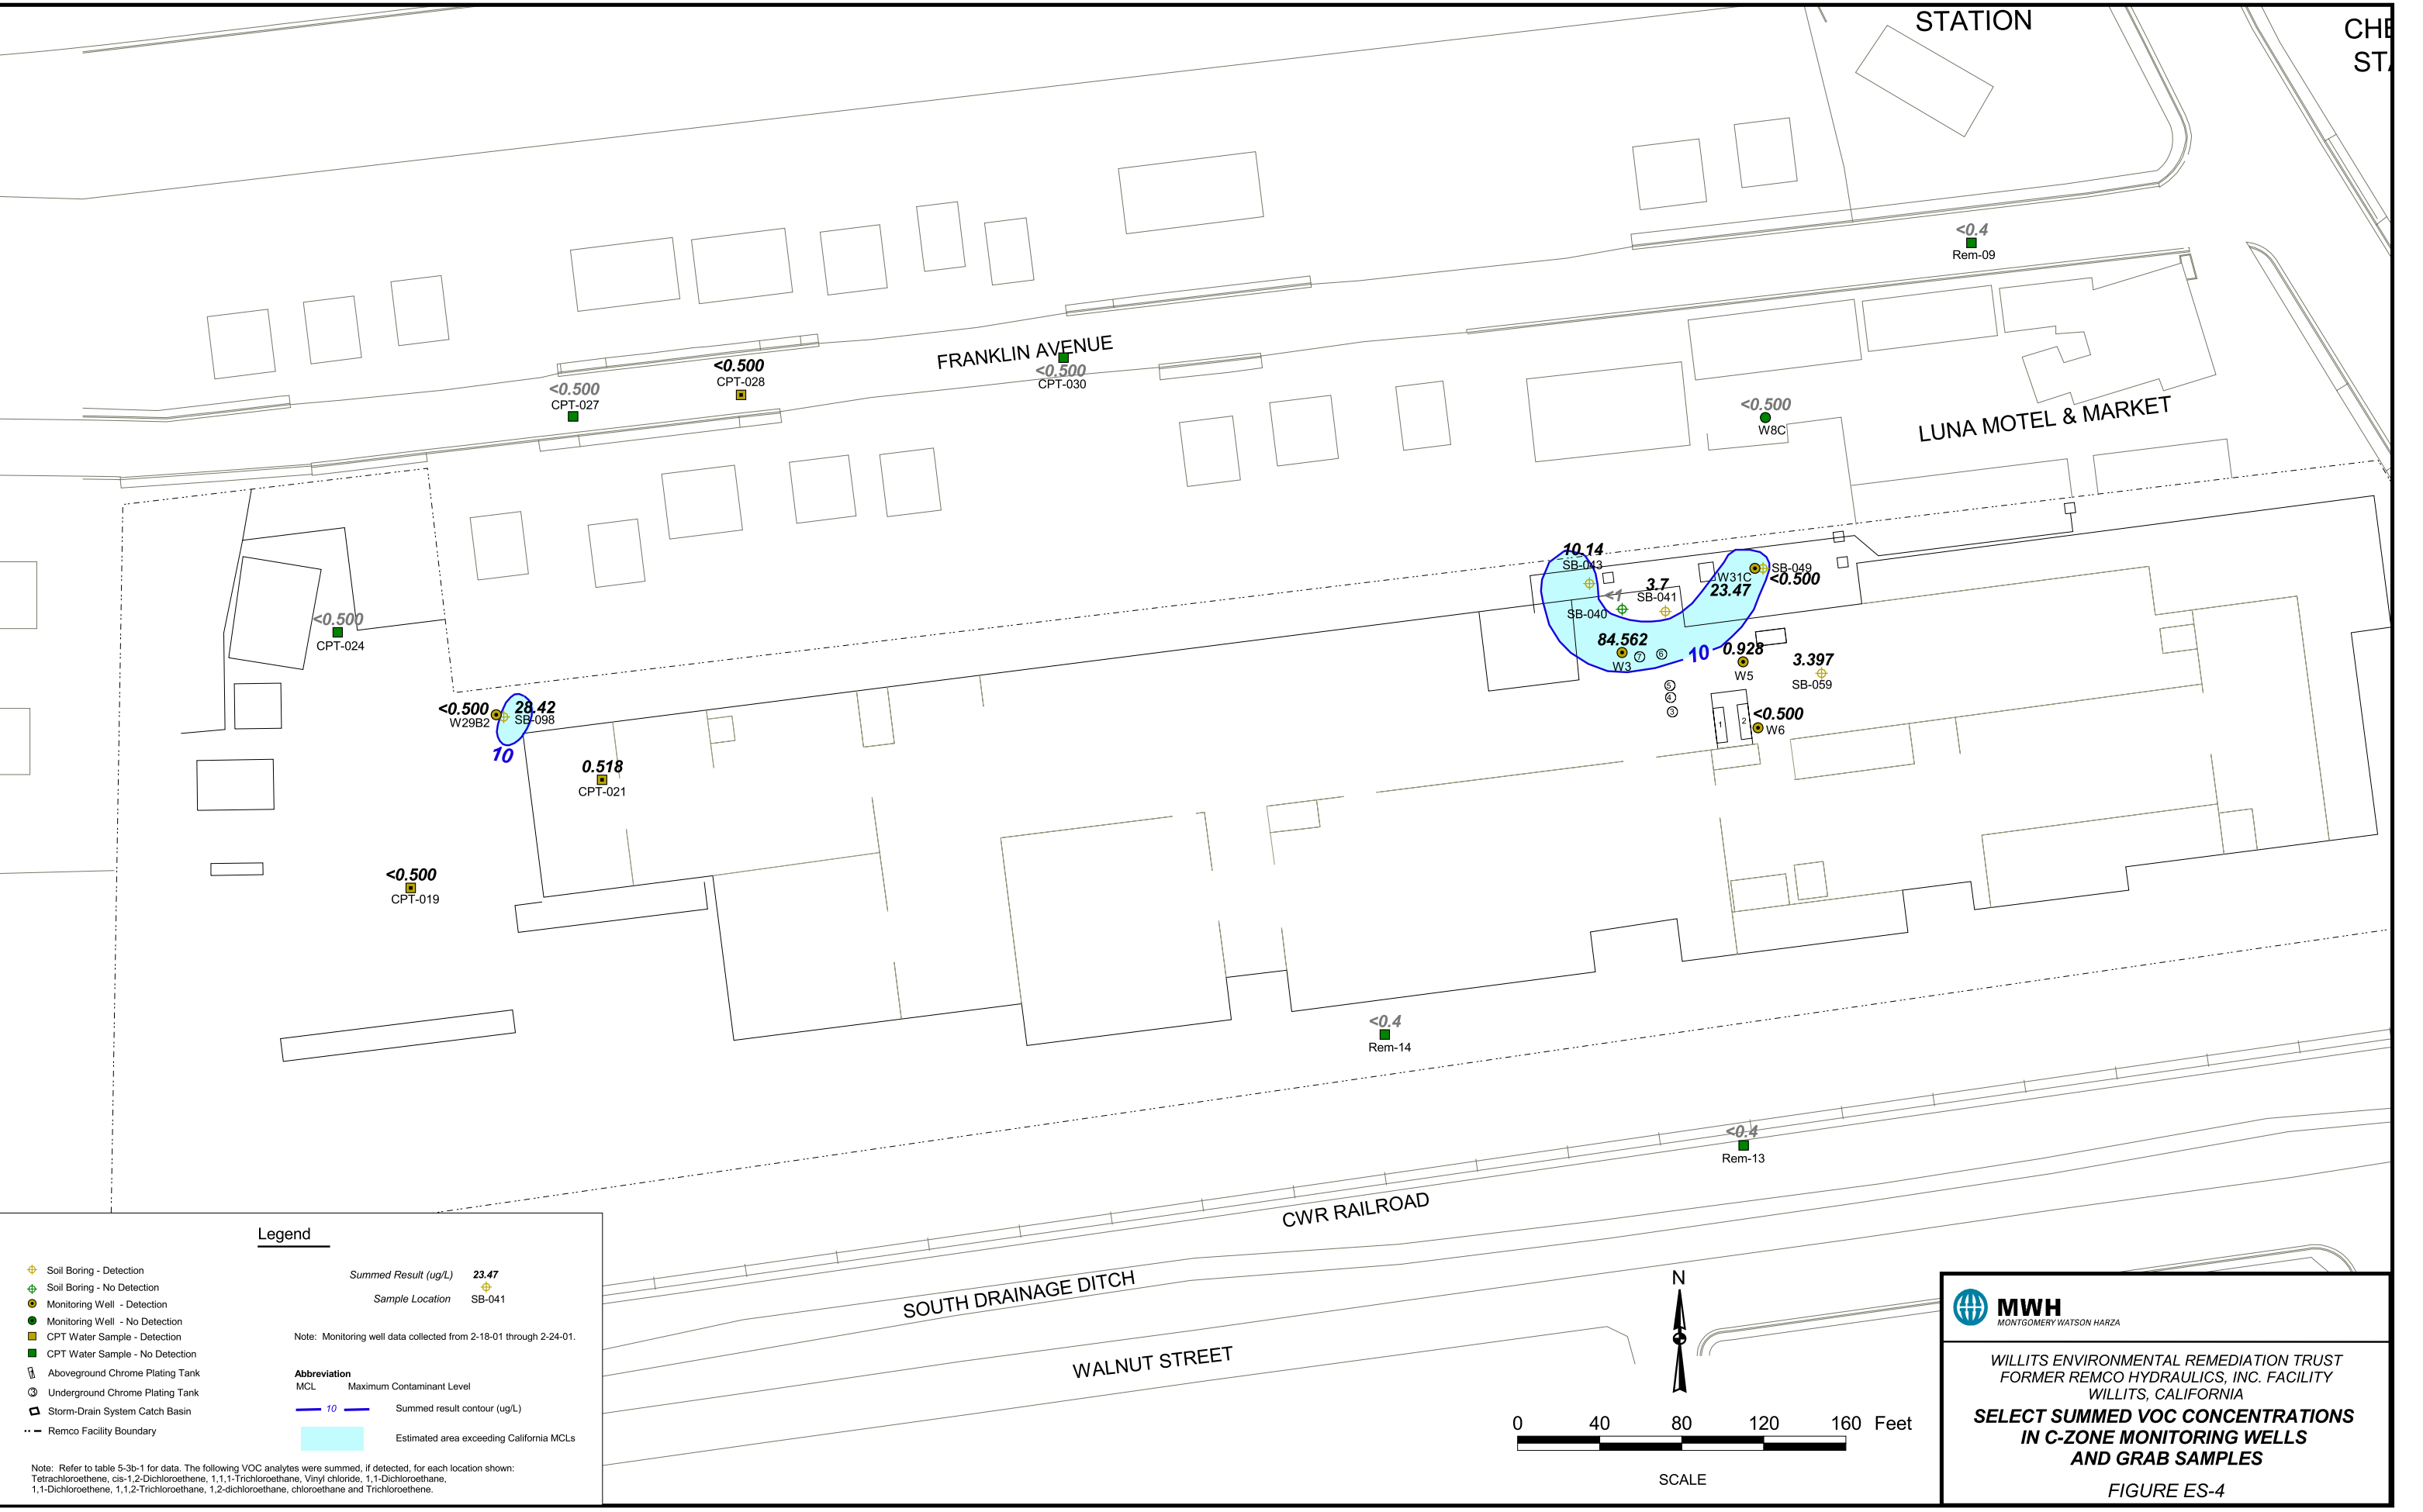 STATION
CHE
STA
<0.4
Rem-09
FRANKLIN AVENUE
<0.500
CPT-028
<0.500
CPT-027
<0.500
CPT-030
<0.500
W8C
LUNA MOTEL & MARKET
10.14
SB-043
3.7
SB-041
<1
SB-040
W31C
23.47
SB-049
<0.500
84.562
W3
7
6
10
0.928
W5
3.397
SB-059
5
4
3
1
2
<0.500
W6
<0.500
CPT-024
<0.500
W29B2
28.42
SB-098
10
0.518
CPT-021
<0.500
CPT-019
<0.4
Rem-14
<0.4
Rem-13
CWR RAILROAD
SOUTH DRAINAGE DITCH
WALNUT STREET
N
0 40 80 120 160 Feet
SCALE
Legend
Soil Boring - Detection
Soil Boring - No Detection
Monitoring Well - Detection
Monitoring Well - No Detection
CPT Water Sample - Detection
CPT Water Sample - No Detection
Aboveground Chrome Plating Tank
Underground Chrome Plating Tank
Storm-Drain System Catch Basin
Remco Facility Boundary
Summed Result (ug/L) 23.47
Sample Location SB-041
Note: Monitoring well data collected from 2-18-01 through 2-24-01.
Abbreviation
MCL Maximum Contaminant Level
10 Summed result contour (ug/L)
Estimated area exceeding California MCLs
Note: Refer to table 5-3b-1 for data. The following VOC analytes were summed, if detected, for each location shown:
Tetrachloroethene, cis-1,2-Dichloroethene, 1,1,1-Trichloroethane, Vinyl chloride, 1,1-Dichloroethane,
1,1-Dichloroethene, 1,1,2-Trichloroethane, 1,2-dichloroethane, chloroethane and Trichloroethene.
MWH
MONTGOMERY WATSON HARZA
WILLITS ENVIRONMENTAL REMEDIATION TRUST
FORMER REMCO HYDRAULICS, INC. FACILITY
WILLITS, CALIFORNIA
SELECT SUMMED VOC CONCENTRATIONS
IN C-ZONE MONITORING WELLS
AND GRAB SAMPLES
FIGURE ES-4